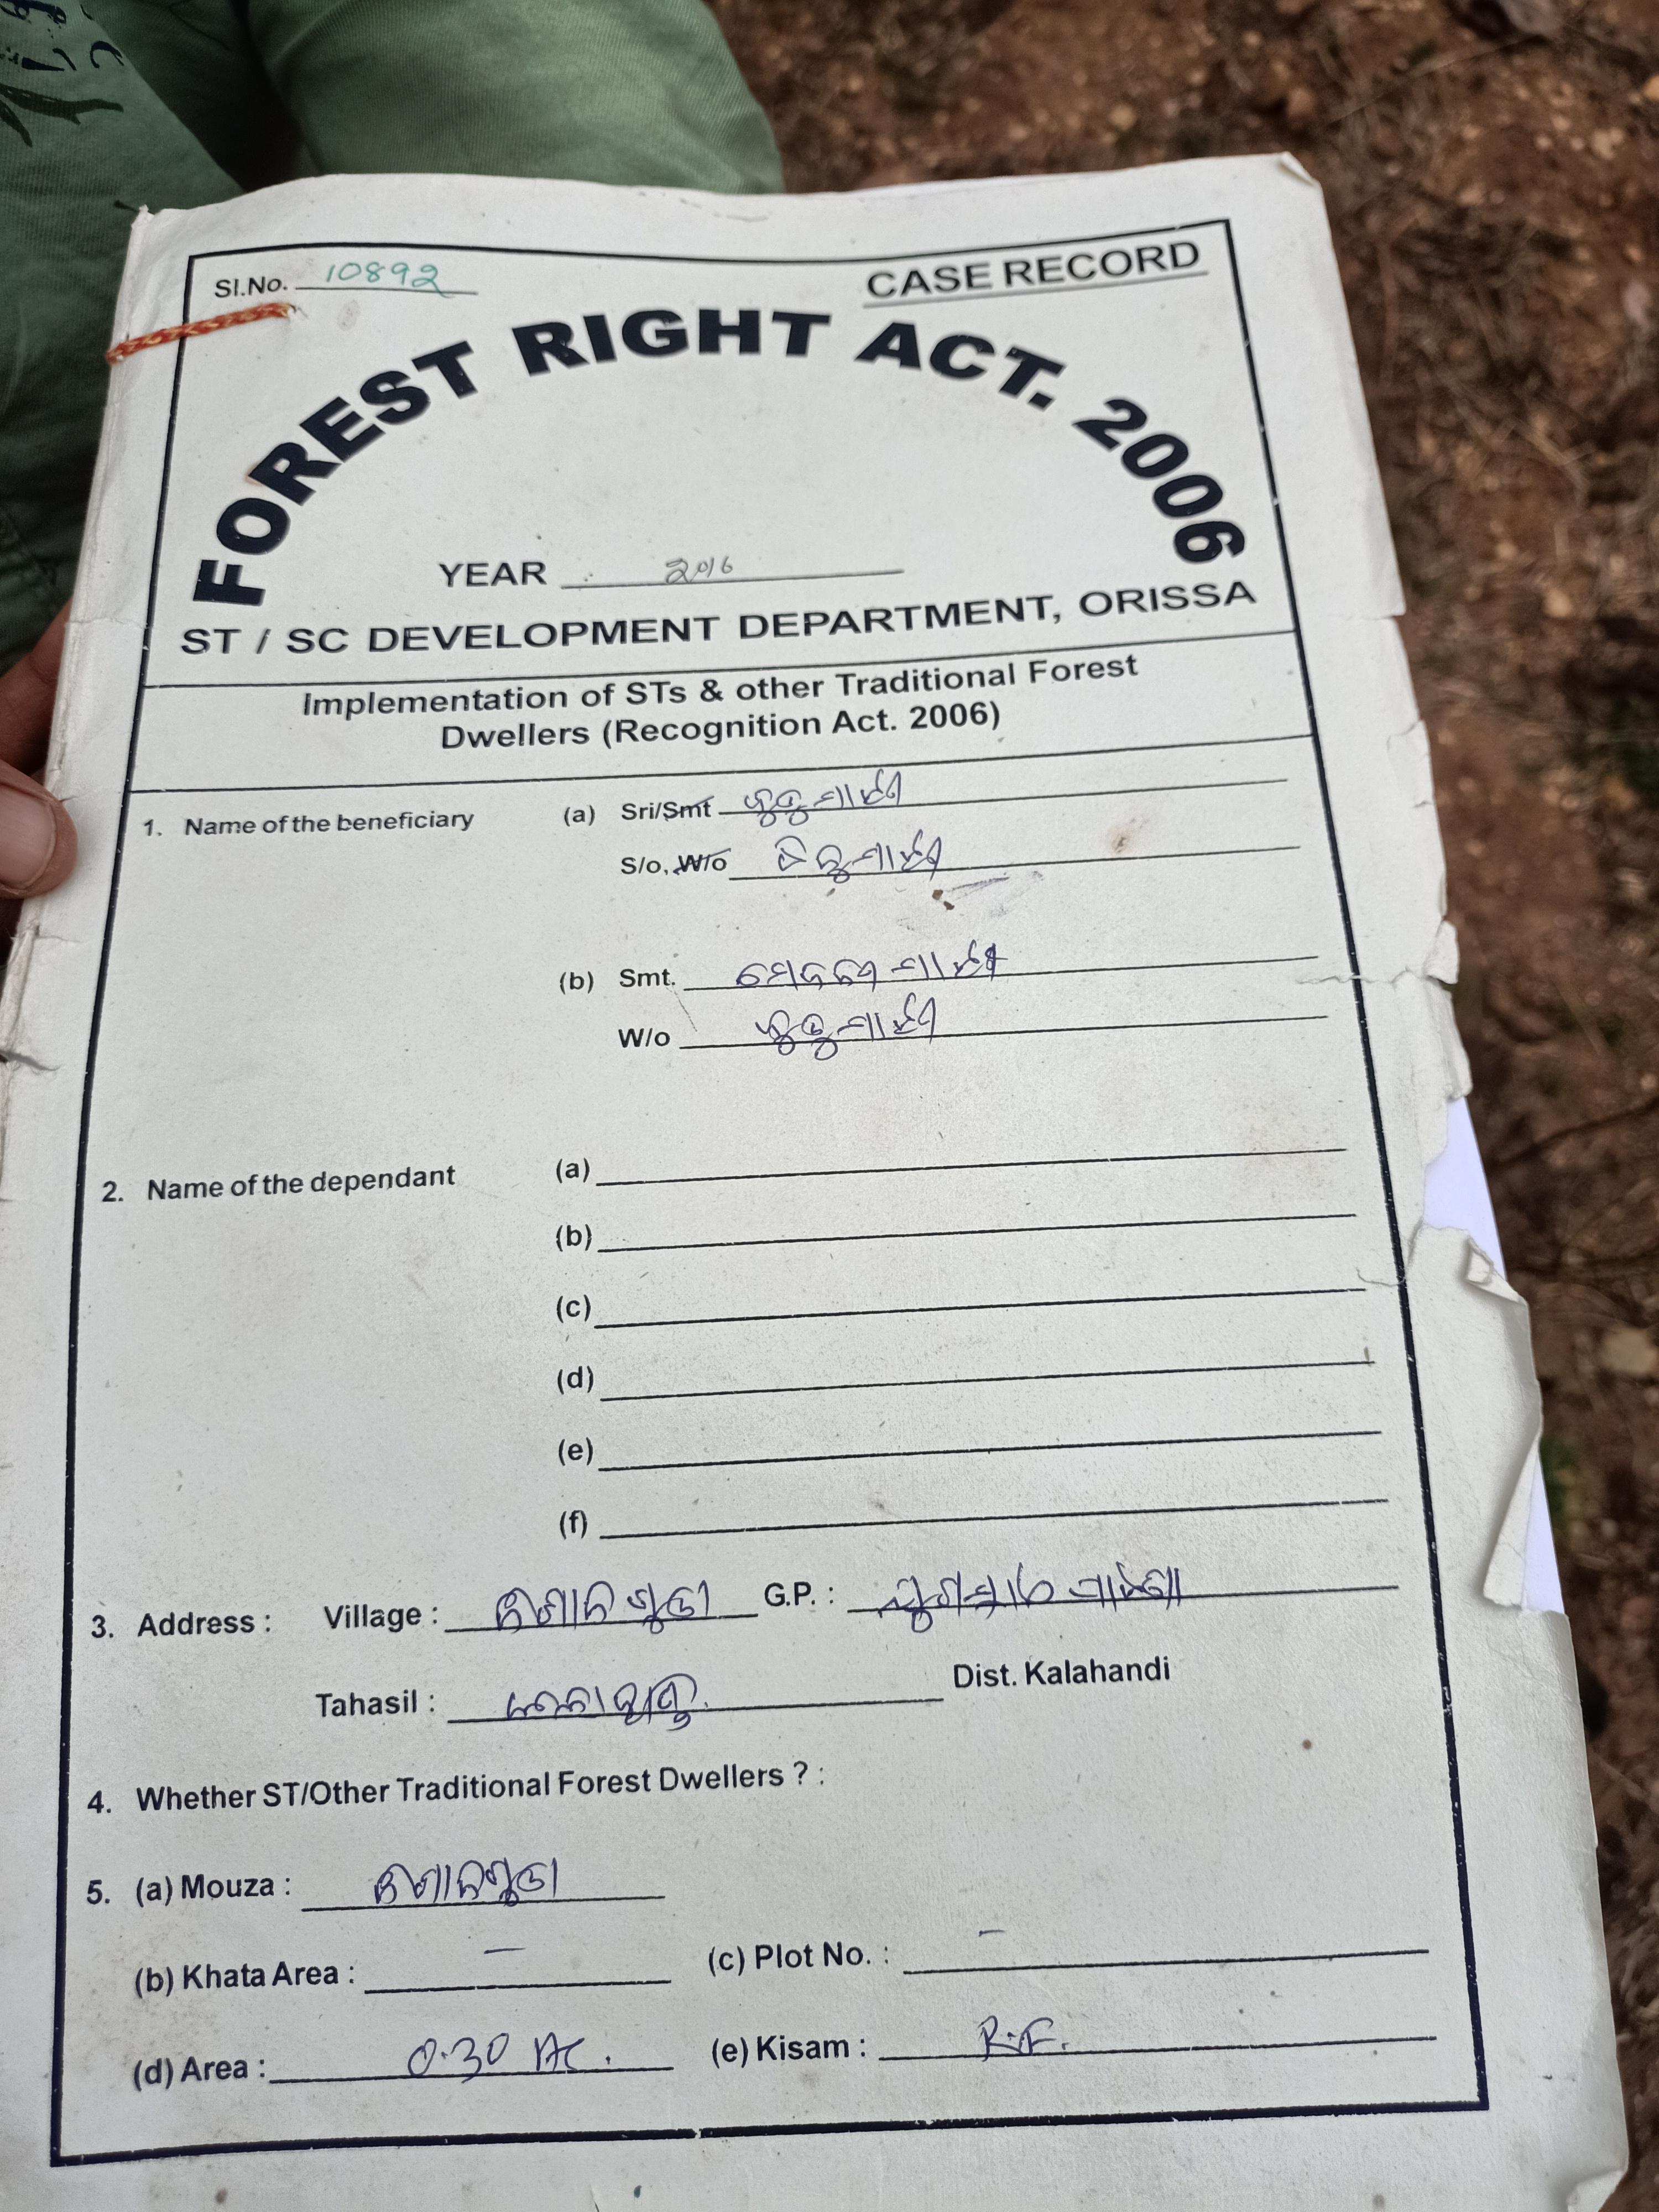 Sl.No. 10892
CASE RECORD
FOREST RIGHT ACT. 2006
YEAR 2016
ST / SC DEVELOPMENT DEPARTMENT, ORISSA
Implementation of STs & other Traditional Forest
Dwellers (Recognition Act. 2006)
1. Name of the beneficiary (a) Sri/Smt ମାଝୀ
S/o, W/o ମାଝୀ
(b) Smt. ମାଝୀ
W/o ମାଝୀ
2. Name of the dependant (a)
(b)
(c)
(d)
(e)
(f)
3. Address : Village : G.P. :
Tahasil : Dist. Kalahandi
4. Whether ST/Other Traditional Forest Dwellers ? :
5. (a) Mouza :
(b) Khata Area : – (c) Plot No. : –
(d) Area : 0.30 AC. (e) Kisam : R.F.